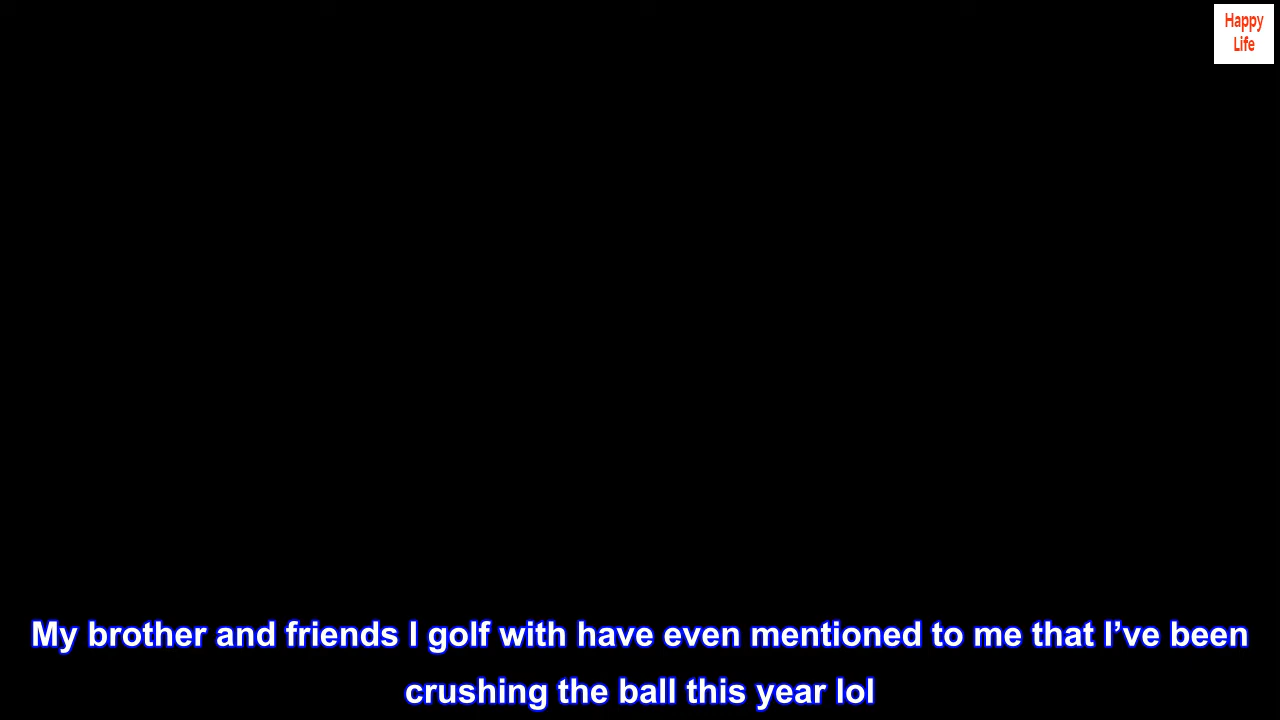 Happy
Life
My brother and friends I golf with have even mentioned to me that I’ve been
crushing the ball this year lol